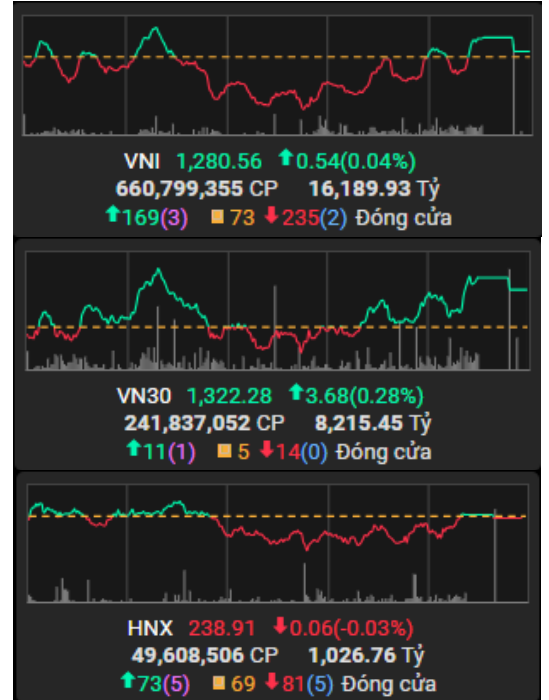 VNI 1,280.56 0.54(0.04%)
660,799,355 CP 16,189.93 Tỷ
169(3) 73 235(2) Đóng cửa
VN30 1,322.28 3.68(0.28%)
241,837,052 CP 8,215.45 Tỷ
11(1) 5 14(0) Đóng cửa
HNX 238.91 0.06(-0.03%)
49,608,506 CP 1,026.76 Tỷ
73(5) 69 81(5) Đóng cửa